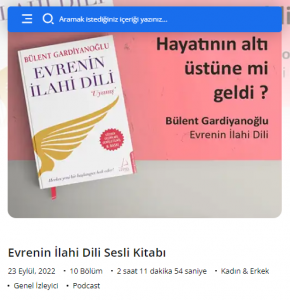 Aramak istediğiniz içeriği yazınız...
Hayatının altı
üstüne mi
geldi ?
Bülent Gardiyanoğlu
Evrenin İlahi Dili
BÜLENT GARDİYANOĞLU
EVRENİN
İLAHİ DİLİ
Evrenin İlahi Dili Sesli Kitabı
23 Eylül, 2022 • 10 Bölüm • 2 saat 11 dakika 54 saniye • Kadın & Erkek
• Genel İzleyici • Podcast